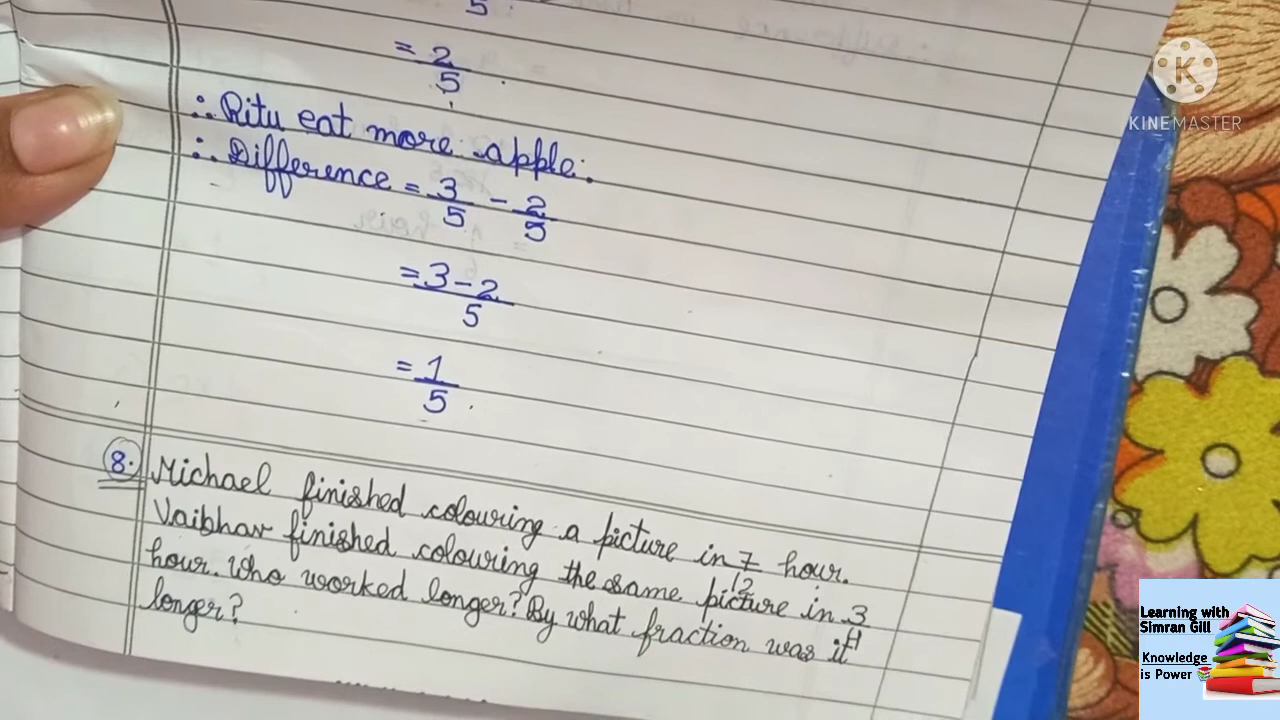 5
= 2/5.
∴ Ritu eat more apple.
∴ Difference = 3/5 - 2/5
= 3-2/5
= 1/5.
8. Michael finished colouring a picture in 7/12 hour.
Vaibhav finished colouring the same picture in 3/4
hour. Who worked longer? By what fraction was it
longer?
K
KINEMASTER
Learning with
Simran Gill
Knowledge
is Power